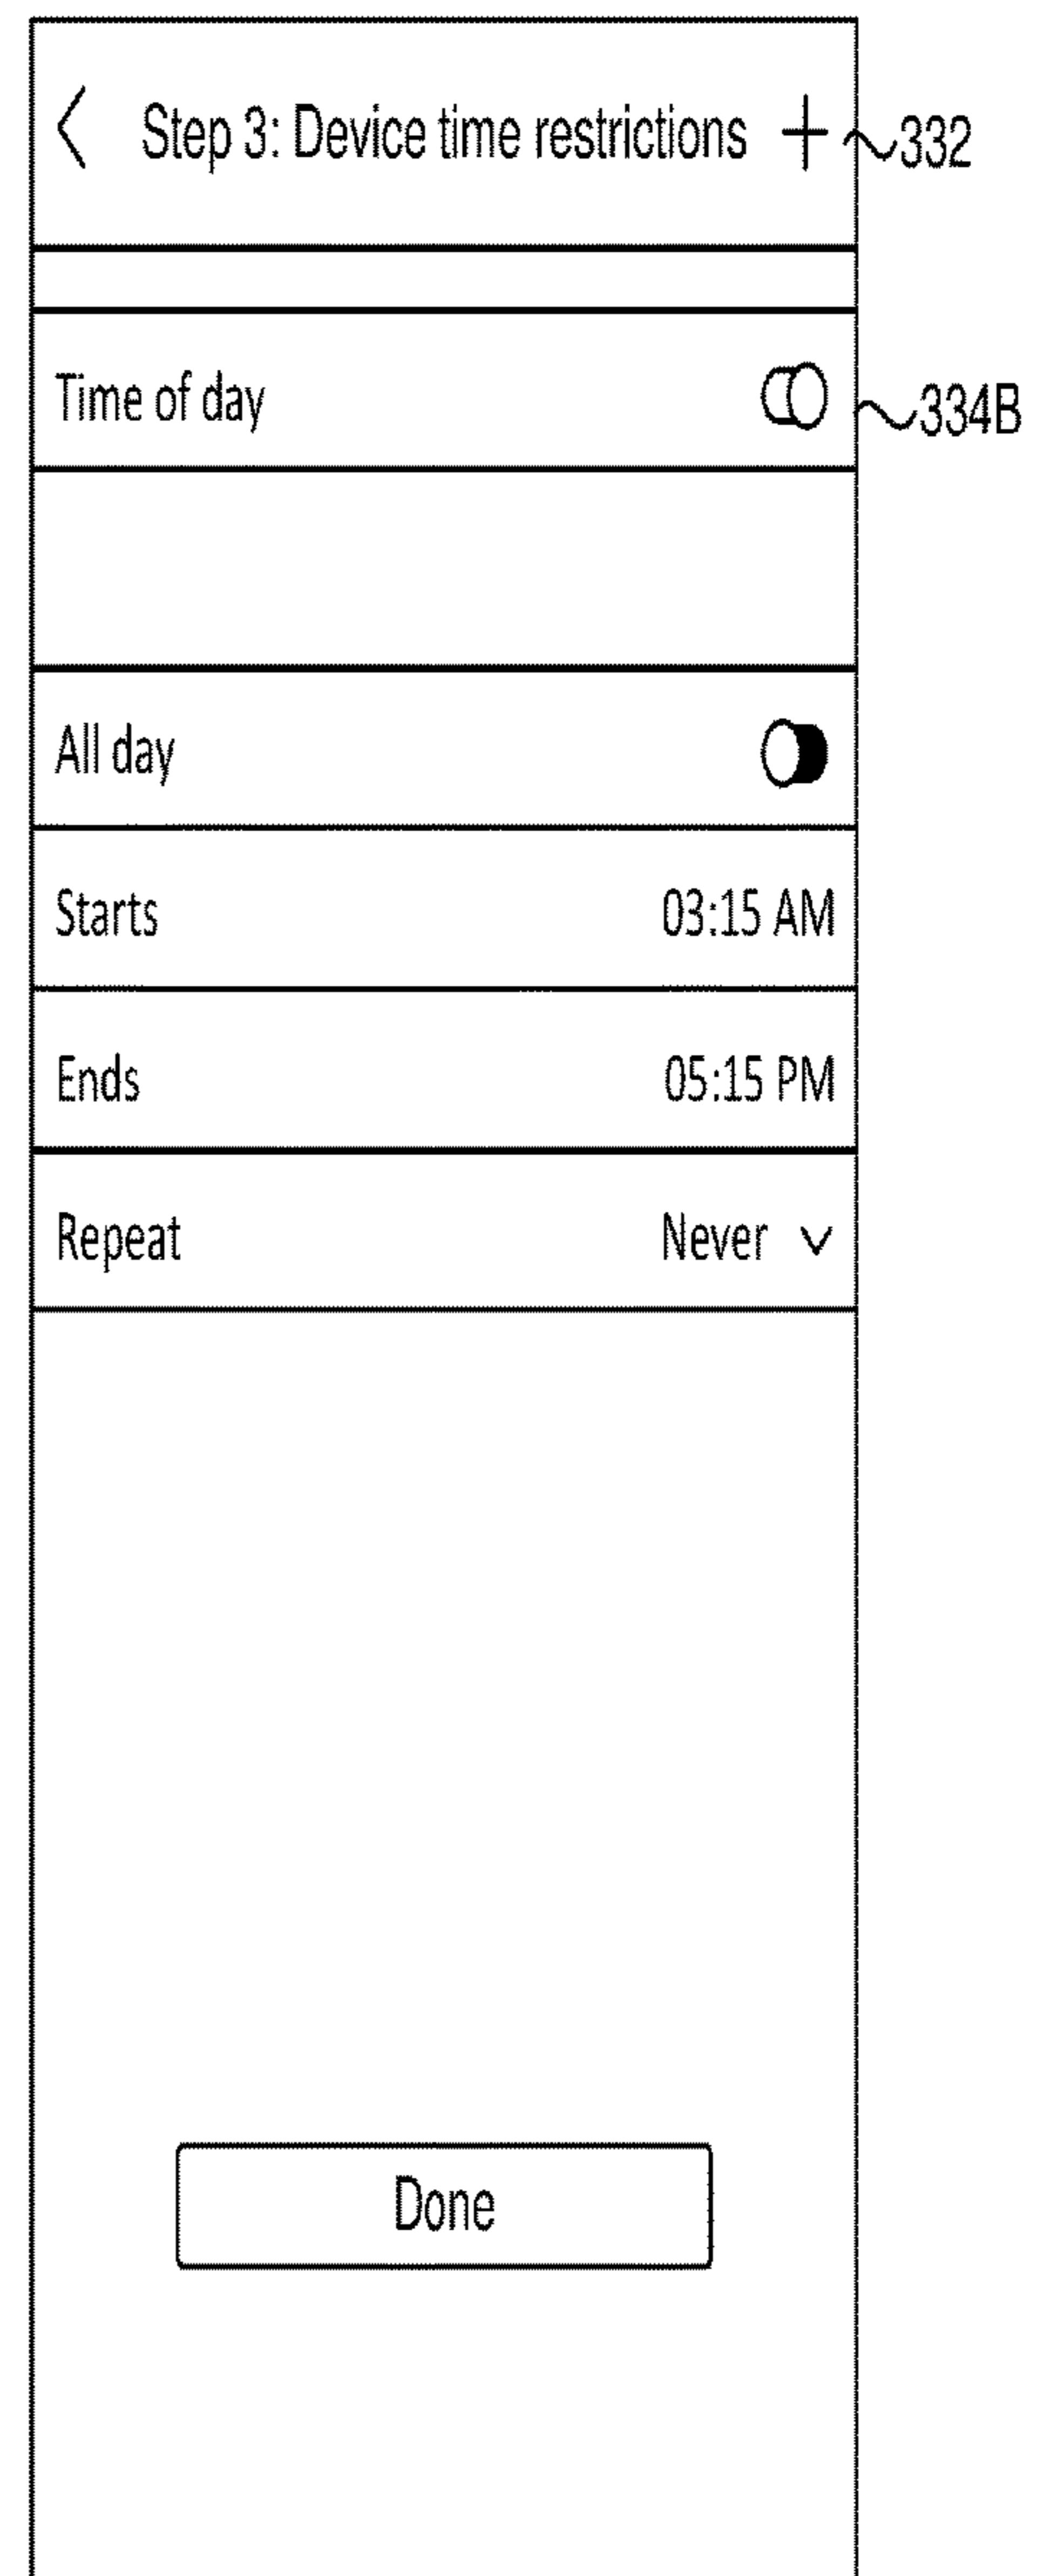 Step 3: Device time restrictions + 332
Time of day 334B
All day
Starts 03:15 AM
Ends 05:15 PM
Repeat Never
Done